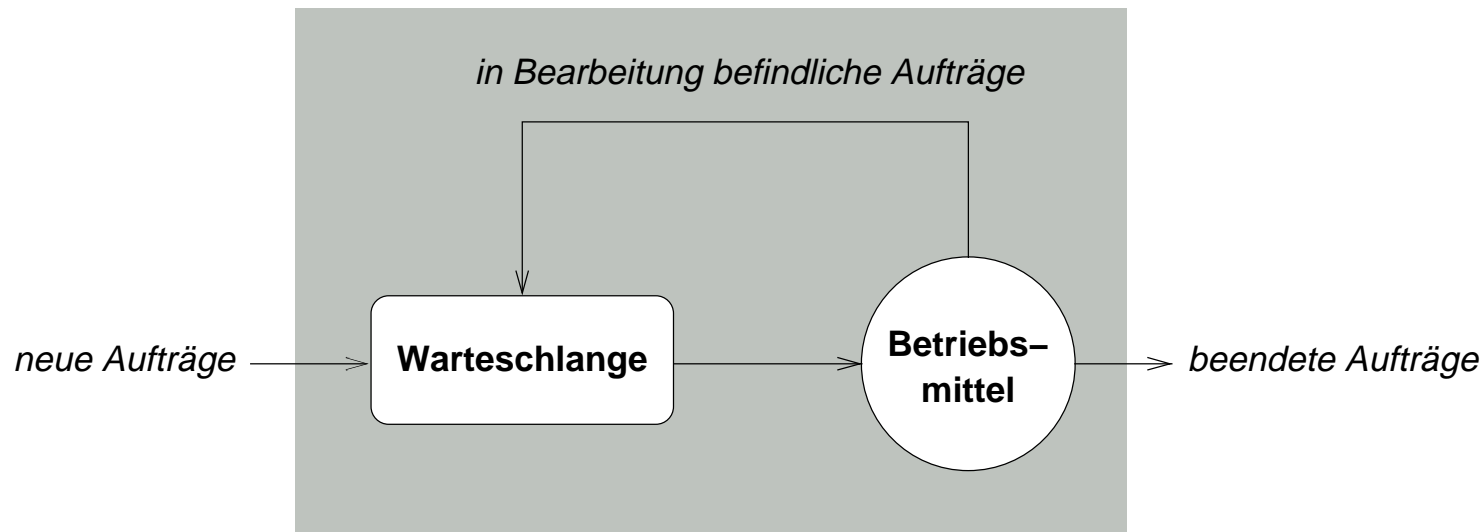 in Bearbeitung befindliche Aufträge
neue Aufträge
Warteschlange
Betriebs–
mittel
beendete Aufträge